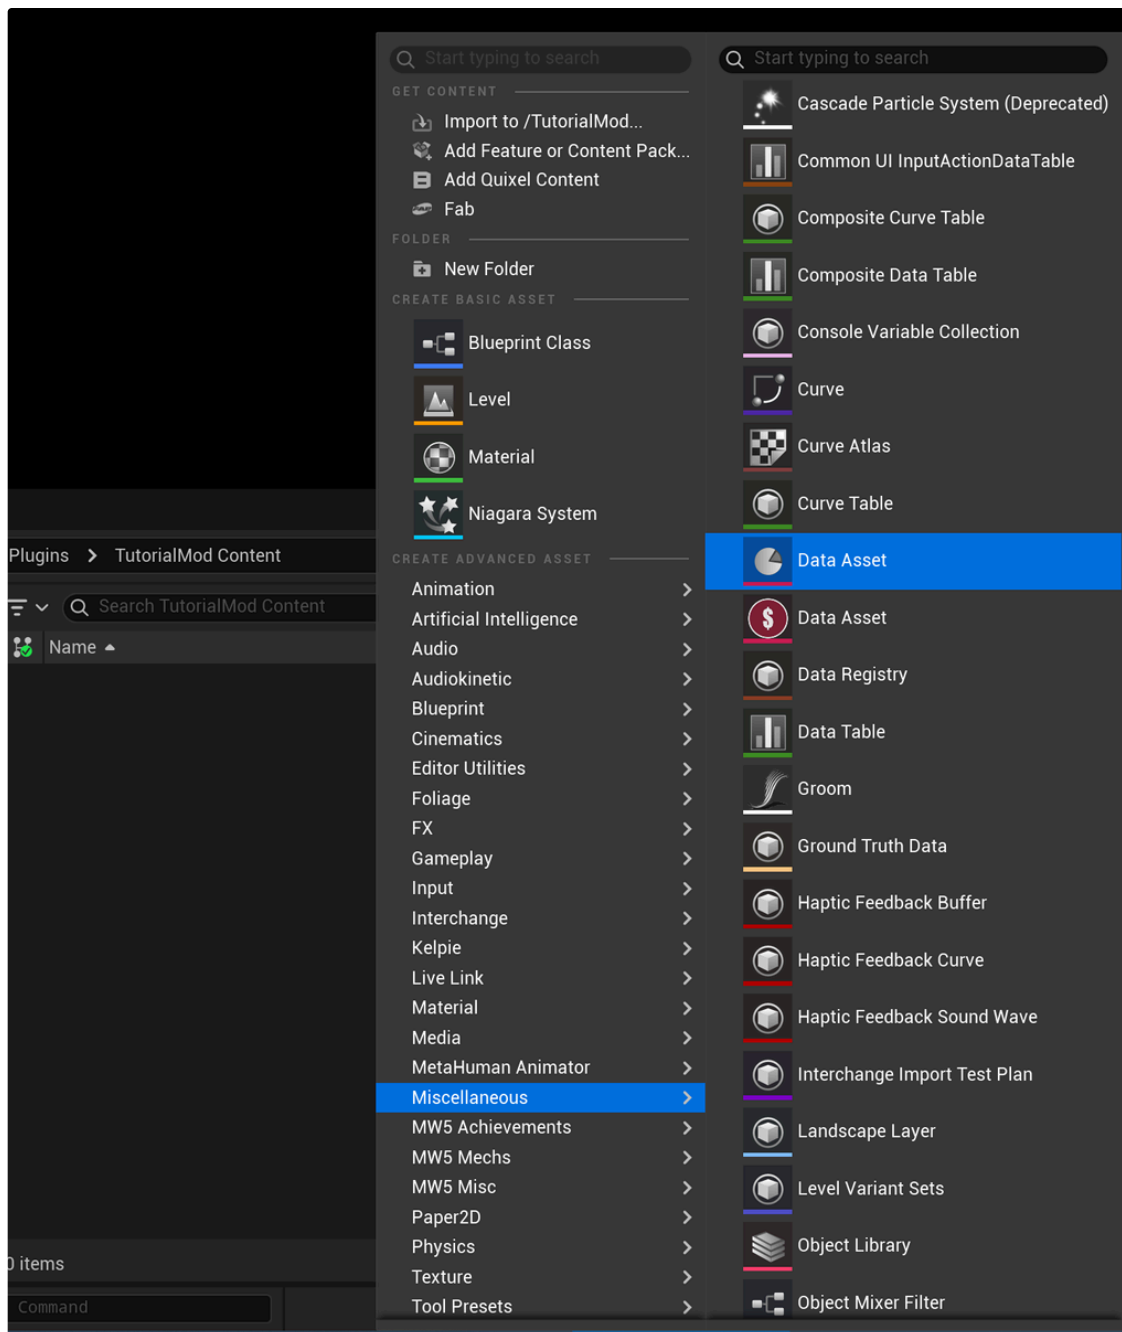 Start typing to search
GET CONTENT
Import to /TutorialMod...
Add Feature or Content Pack...
Add Quixel Content
Fab
FOLDER
New Folder
CREATE BASIC ASSET
Blueprint Class
Level
Material
Niagara System
CREATE ADVANCED ASSET
Animation
Artificial Intelligence
Audio
Audiokinetic
Blueprint
Cinematics
Editor Utilities
Foliage
FX
Gameplay
Input
Interchange
Kelpie
Live Link
Material
Media
MetaHuman Animator
Miscellaneous
MW5 Achievements
MW5 Mechs
MW5 Misc
Paper2D
Physics
Texture
Tool Presets
Start typing to search
Cascade Particle System (Deprecated)
Common UI InputActionDataTable
Composite Curve Table
Composite Data Table
Console Variable Collection
Curve
Curve Atlas
Curve Table
Data Asset
Data Asset
Data Registry
Data Table
Groom
Ground Truth Data
Haptic Feedback Buffer
Haptic Feedback Curve
Haptic Feedback Sound Wave
Interchange Import Test Plan
Landscape Layer
Level Variant Sets
Object Library
Object Mixer Filter
Plugins > TutorialMod Content
Search TutorialMod Content
Name
0 items
Command